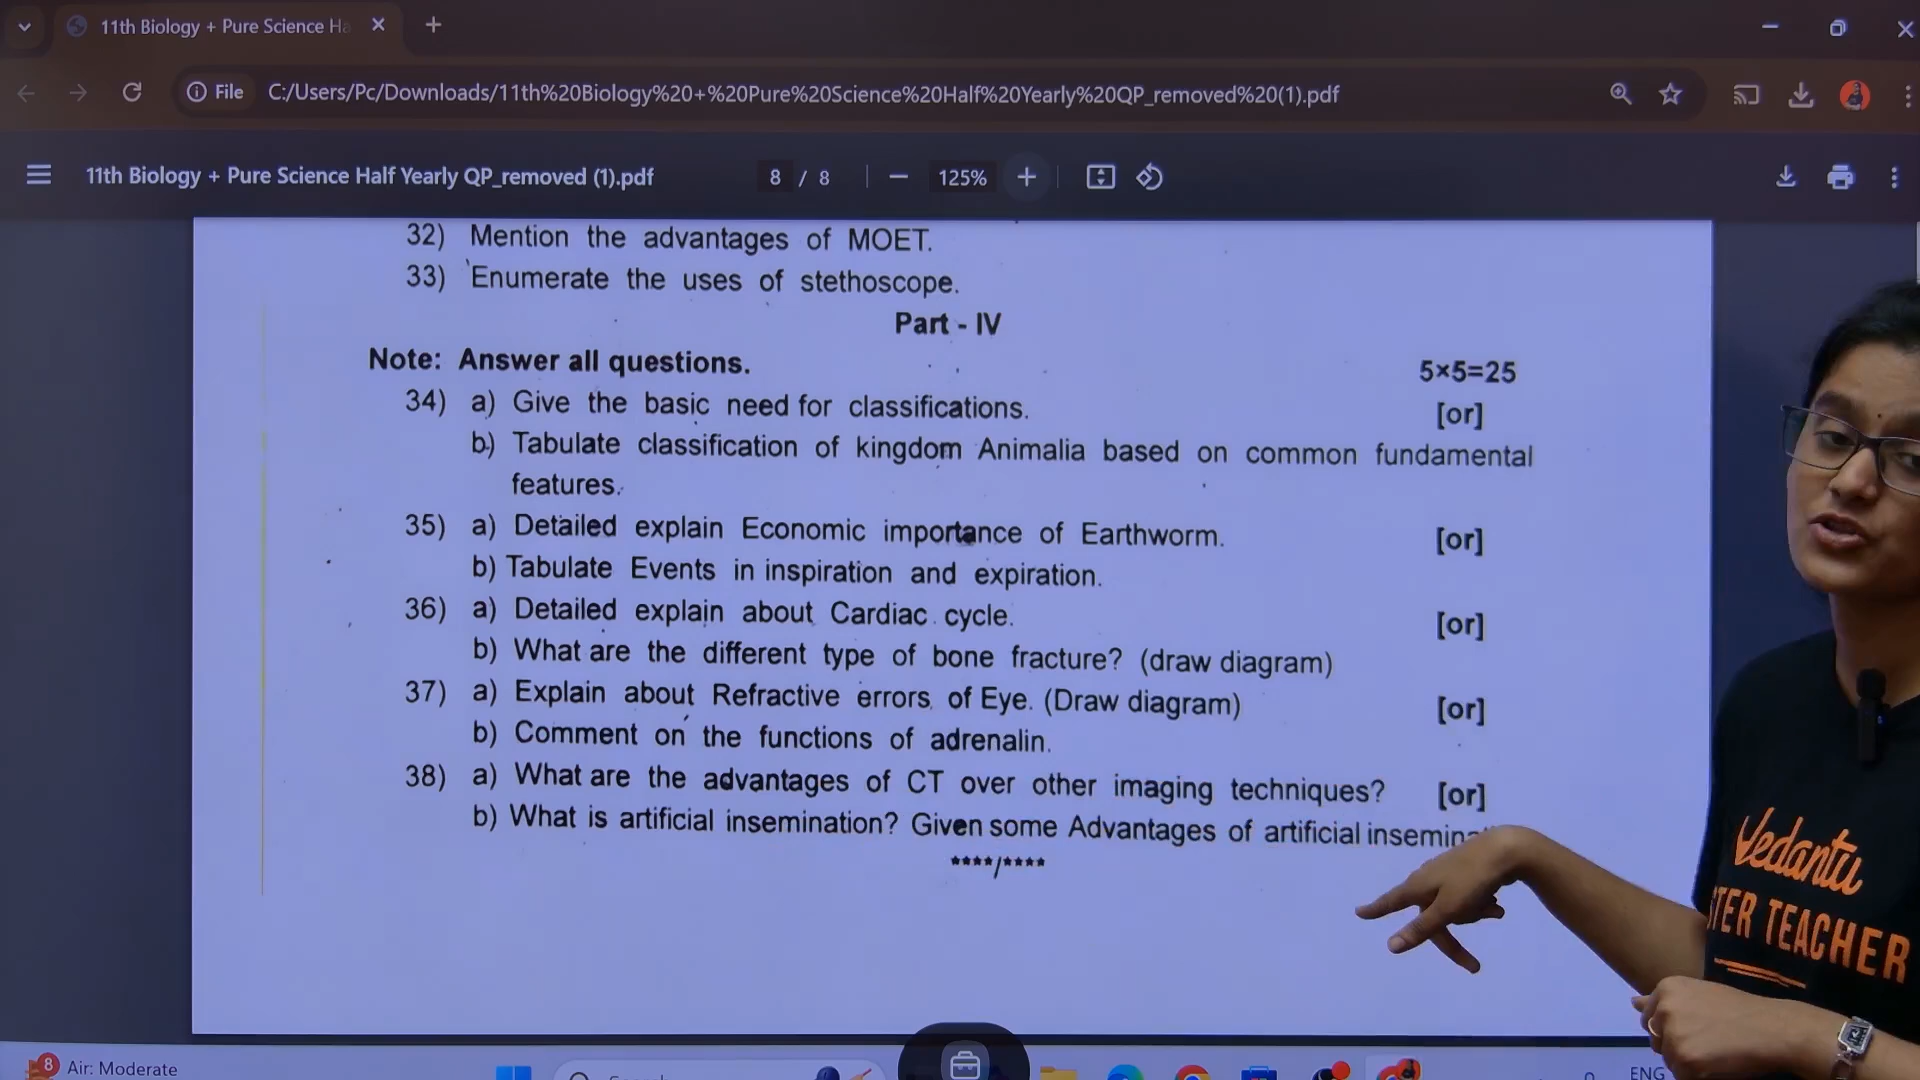 11th Biology + Pure Science Ha
File C:/Users/Pc/Downloads/11th%20Biology%20+%20Pure%20Science%20Half%20Yearly%20QP_removed%20(1).pdf
11th Biology + Pure Science Half Yearly QP_removed (1).pdf 8 / 8 125%
32) Mention the advantages of MOET.
33) Enumerate the uses of stethoscope.
Part - IV
Note: Answer all questions. 5×5=25
34) a) Give the basic need for classifications. [or]
b) Tabulate classification of kingdom Animalia based on common fundamental
features.
35) a) Detailed explain Economic importance of Earthworm. [or]
b) Tabulate Events in inspiration and expiration.
36) a) Detailed explain about Cardiac cycle. [or]
b) What are the different type of bone fracture? (draw diagram)
37) a) Explain about Refractive errors of Eye. (Draw diagram) [or]
b) Comment on the functions of adrenalin.
38) a) What are the advantages of CT over other imaging techniques? [or]
b) What is artificial insemination? Given some Advantages of artificial insemin
****/****
Vedantu
STER TEACHER
8 Air: Moderate
ENG